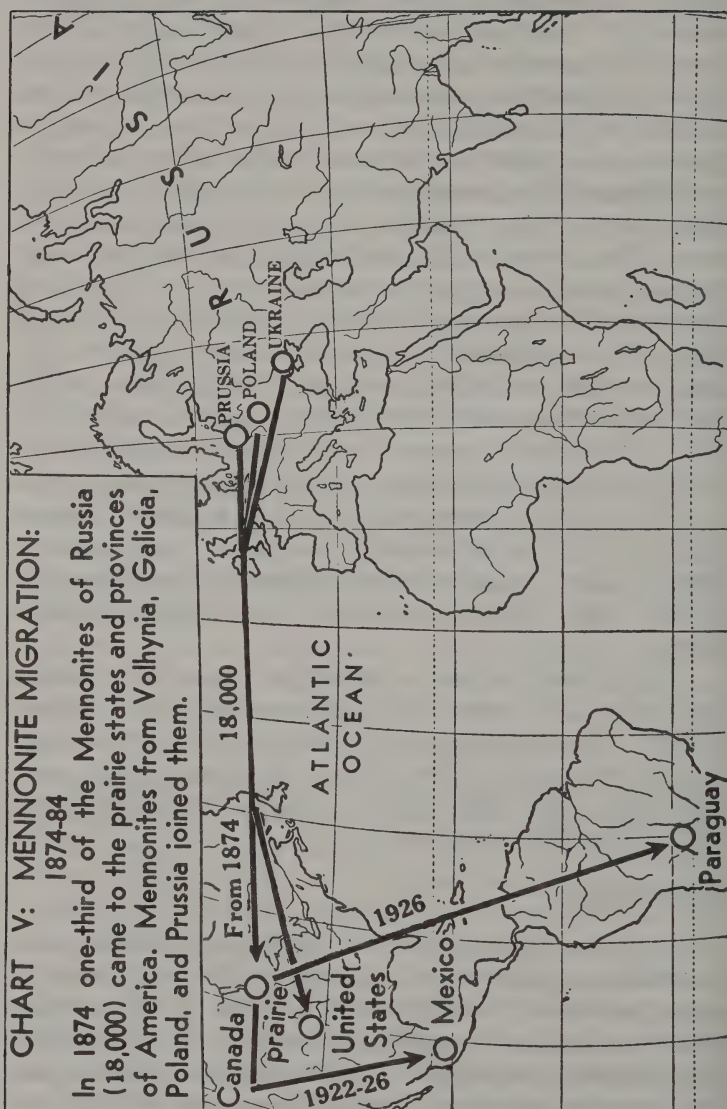 CHART V: MENNONITE MIGRATION:
1874-84
In 1874 one-third of the Mennonites of Russia
(18,000) came to the prairie states and provinces
of America. Mennonites from Volhynia, Galicia,
Poland, and Prussia joined them.
R U S S I A
PRUSSIA
POLAND
UKRAINE
18,000
From 1874
ATLANTIC
OCEAN
Canada
prairie
United
States
1922-26
Mexico
1926
Paraguay